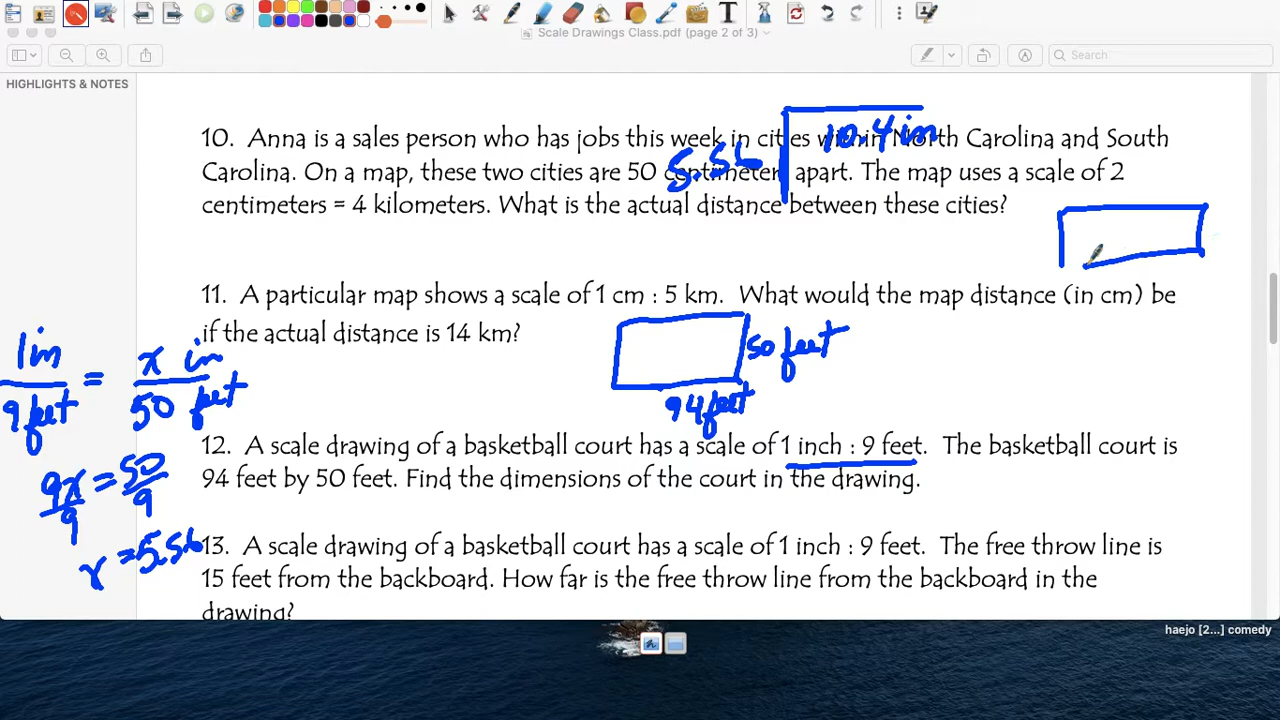 Scale Drawings Class.pdf (page 2 of 3)
Search
HIGHLIGHTS & NOTES
10. Anna is a sales person who has jobs this week in cities within North Carolina and South
Carolina. On a map, these two cities are 50 centimeters apart. The map uses a scale of 2
centimeters = 4 kilometers. What is the actual distance between these cities?
5.56
10.4 in
11. A particular map shows a scale of 1 cm : 5 km. What would the map distance (in cm) be
if the actual distance is 14 km?
50 feet
94 feet
1 in / 9 feet = x in / 50 feet
9x / 9 = 50 / 9
x = 5.56
12. A scale drawing of a basketball court has a scale of 1 inch : 9 feet. The basketball court is
94 feet by 50 feet. Find the dimensions of the court in the drawing.
13. A scale drawing of a basketball court has a scale of 1 inch : 9 feet. The free throw line is
15 feet from the backboard. How far is the free throw line from the backboard in the
drawing?
haejo [2...] comedy